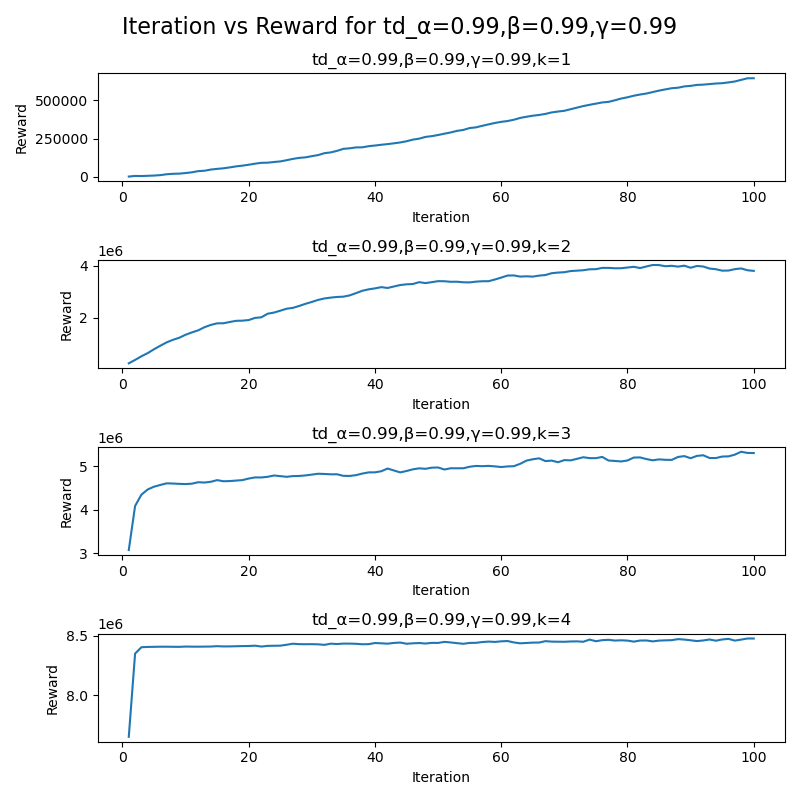 Iteration vs Reward for td_α=0.99,β=0.99,γ=0.99
td_α=0.99,β=0.99,γ=0.99,k=1
500000
250000
0
Reward
0 20 40 60 80 100
Iteration
td_α=0.99,β=0.99,γ=0.99,k=2
1e6
4
2
Reward
0 20 40 60 80 100
Iteration
td_α=0.99,β=0.99,γ=0.99,k=3
1e6
5
4
3
Reward
0 20 40 60 80 100
Iteration
td_α=0.99,β=0.99,γ=0.99,k=4
1e6
8.5
8.0
Reward
0 20 40 60 80 100
Iteration